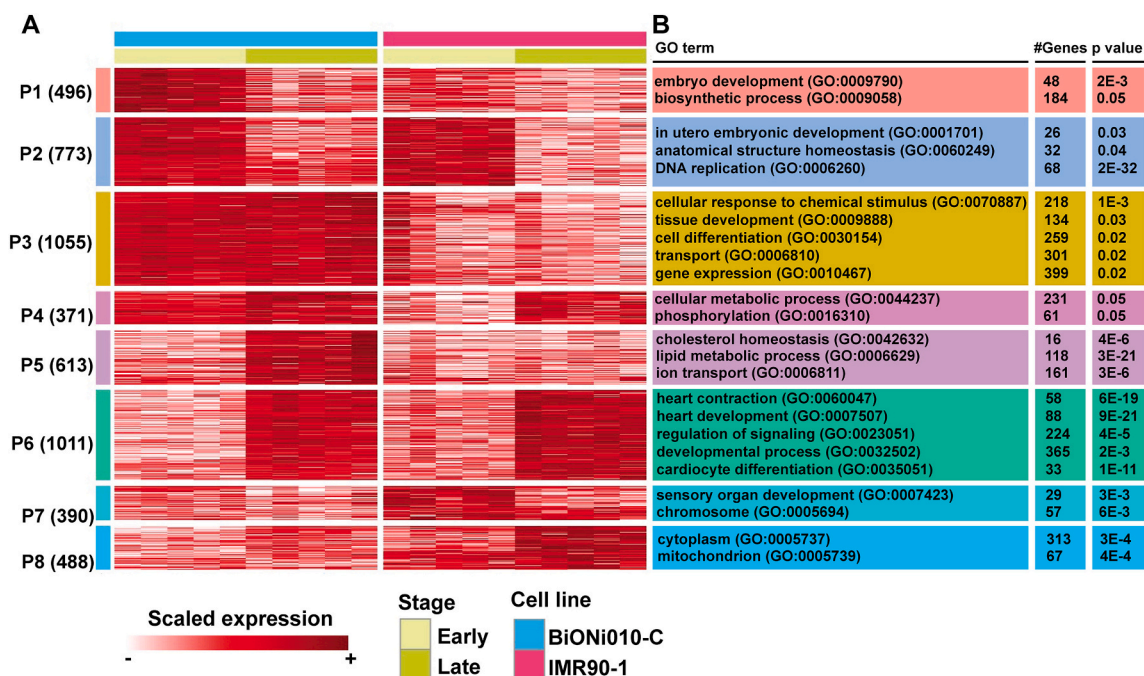 A
B
GO term #Genes p value
P1 (496)
embryo development (GO:0009790) 48 2E-3
biosynthetic process (GO:0009058) 184 0.05
P2 (773)
in utero embryonic development (GO:0001701) 26 0.03
anatomical structure homeostasis (GO:0060249) 32 0.04
DNA replication (GO:0006260) 68 2E-32
P3 (1055)
cellular response to chemical stimulus (GO:0070887) 218 1E-3
tissue development (GO:0009888) 134 0.03
cell differentiation (GO:0030154) 259 0.02
transport (GO:0006810) 301 0.02
gene expression (GO:0010467) 399 0.02
P4 (371)
cellular metabolic process (GO:0044237) 231 0.05
phosphorylation (GO:0016310) 61 0.05
P5 (613)
cholesterol homeostasis (GO:0042632) 16 4E-6
lipid metabolic process (GO:0006629) 118 3E-21
ion transport (GO:0006811) 161 3E-6
P6 (1011)
heart contraction (GO:0060047) 58 6E-19
heart development (GO:0007507) 88 9E-21
regulation of signaling (GO:0023051) 224 4E-5
developmental process (GO:0032502) 365 2E-3
cardiocyte differentiation (GO:0035051) 33 1E-11
P7 (390)
sensory organ development (GO:0007423) 29 3E-3
chromosome (GO:0005694) 57 6E-3
P8 (488)
cytoplasm (GO:0005737) 313 3E-4
mitochondrion (GO:0005739) 67 4E-4
Scaled expression
- +
Stage
Early
Late
Cell line
BiONi010-C
IMR90-1